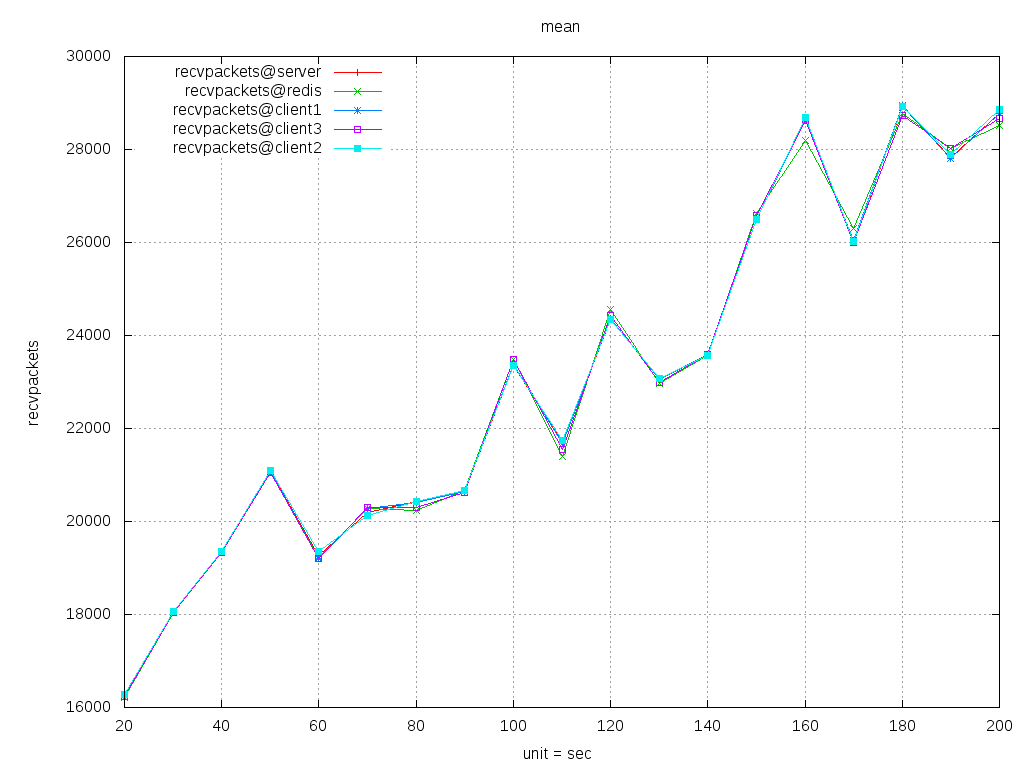 mean
30000
recvpackets@server
recvpackets@redis
recvpackets@client1
recvpackets@client3
recvpackets@client2
28000
26000
24000
22000
20000
18000
16000
recvpackets
20 40 60 80 100 120 140 160 180 200
unit = sec